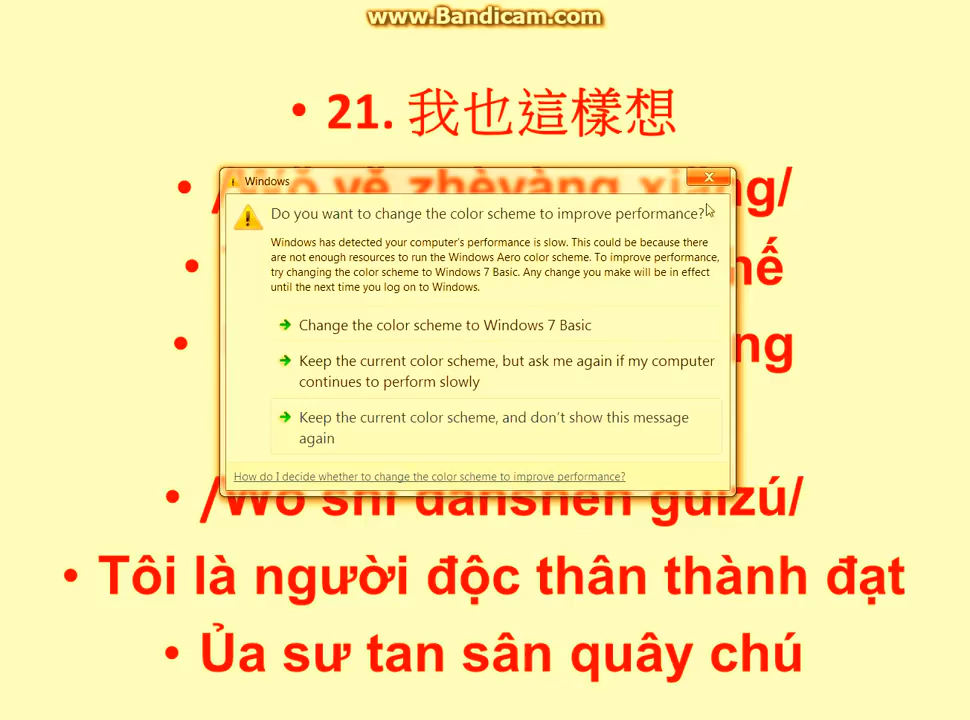 www.Bandicam.com
• 21. 我也這樣想
ng/
Windows
Do you want to change the color scheme to improve performance?
Windows has detected your computer's performance is slow. This could be because there
are not enough resources to run the Windows Aero color scheme. To improve performance,
try changing the color scheme to Windows 7 Basic. Any change you make will be in effect
until the next time you log on to Windows.
hế
Change the color scheme to Windows 7 Basic
ng
Keep the current color scheme, but ask me again if my computer
continues to perform slowly
Keep the current color scheme, and don't show this message
again
How do I decide whether to change the color scheme to improve performance?
• /Wǒ shì dānshēn guìzú/
• Tôi là người độc thân thành đạt
• Ủa sư tan sân quây chú